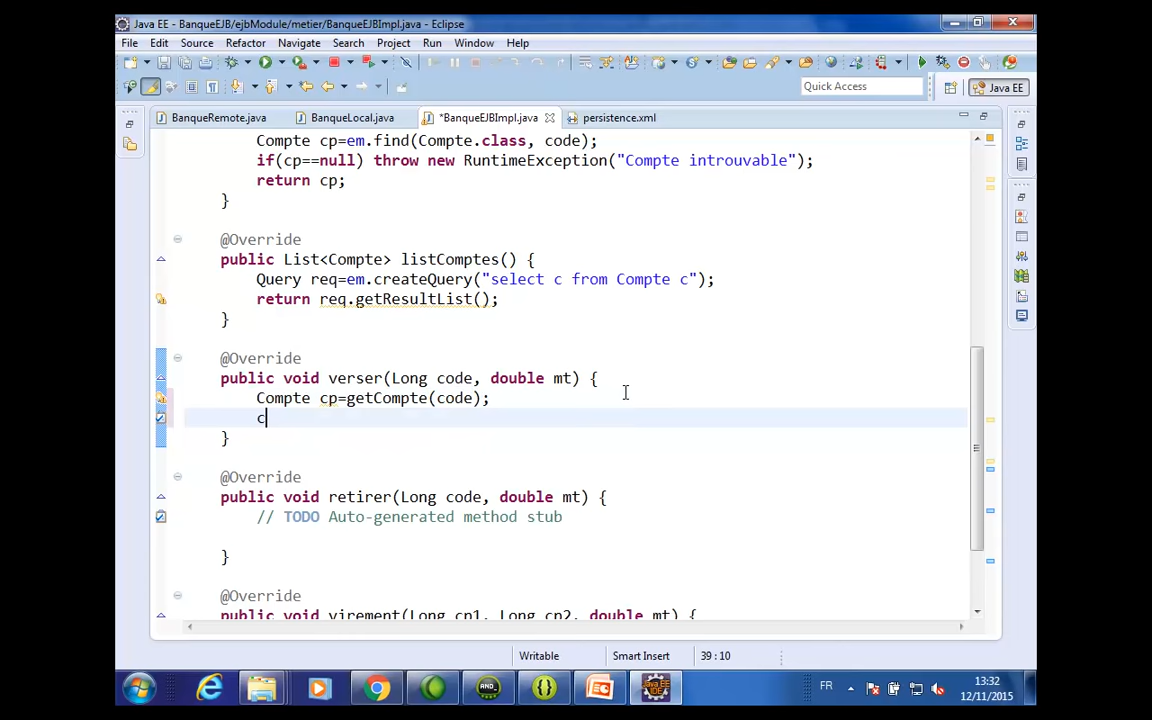 Java EE - BanqueEJB/ejbModule/metier/BanqueEJBImpl.java - Eclipse
File Edit Source Refactor Navigate Search Project Run Window Help
Quick Access
Java EE
BanqueRemote.java
BanqueLocal.java
*BanqueEJBImpl.java
persistence.xml
Compte cp=em.find(Compte.class, code);
if(cp==null) throw new RuntimeException("Compte introuvable");
return cp;
}
@Override
public List<Compte> listComptes() {
Query req=em.createQuery("select c from Compte c");
return req.getResultList();
}
@Override
public void verser(Long code, double mt) {
Compte cp=getCompte(code);
c
}
@Override
public void retirer(Long code, double mt) {
// TODO Auto-generated method stub
}
@Override
public void virement(Long cp1, Long cp2, double mt) {
Writable
Smart Insert
39 : 10
AND_
{}
Java EE
IDE
FR
13:32
12/11/2015